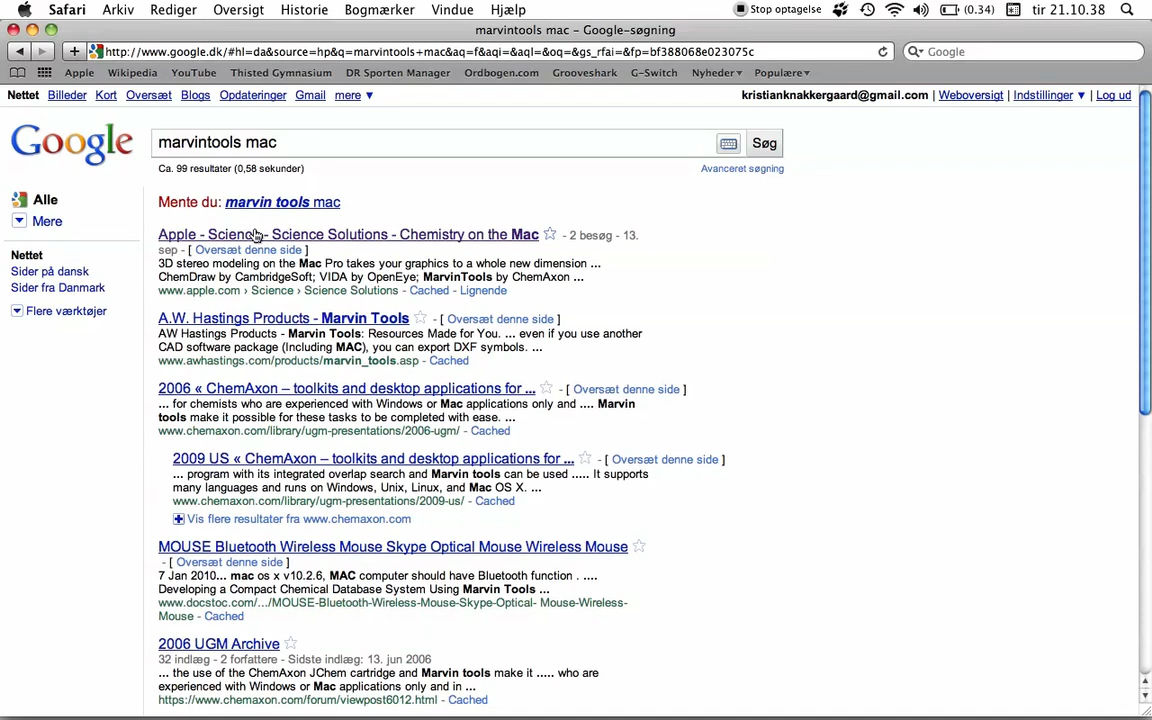 Safari Arkiv Rediger Oversigt Historie Bogmærker Vindue Hjælp Stop optagelse (0.34) tir 21.10.38
marvintools mac - Google-søgning
http://www.google.dk/#hl=da&source=hp&q=marvintools+mac&aq=f&aqi=&aql=&oq=&gs_rfai=&fp=bf388068e023075c Google
Apple Wikipedia YouTube Thisted Gymnasium DR Sporten Manager Ordbogen.com Grooveshark G-Switch Nyheder▾ Populære▾
Nettet Billeder Kort Oversæt Blogs Opdateringer Gmail mere ▼ kristianknakkergaard@gmail.com | Weboversigt | Indstillinger ▼ | Log ud
Google marvintools mac Søg
Ca. 99 resultater (0,58 sekunder) Avanceret søgning
Alle
Mere
Nettet
Sider på dansk
Sider fra Danmark
Flere værktøjer
Mente du: marvin tools mac
Apple - Science - Science Solutions - Chemistry on the Mac - 2 besøg - 13.
sep - [ Oversæt denne side ]
3D stereo modeling on the Mac Pro takes your graphics to a whole new dimension ...
ChemDraw by CambridgeSoft; VIDA by OpenEye; MarvinTools by ChemAxon ...
www.apple.com › Science › Science Solutions - Cached - Lignende
A.W. Hastings Products - Marvin Tools - [ Oversæt denne side ]
AW Hastings Products - Marvin Tools: Resources Made for You. ... even if you use another
CAD software package (Including MAC), you can export DXF symbols. ...
www.awhastings.com/products/marvin_tools.asp - Cached
2006 « ChemAxon – toolkits and desktop applications for ... - [ Oversæt denne side ]
... for chemists who are experienced with Windows or Mac applications only and .... Marvin
tools make it possible for these tasks to be completed with ease. ...
www.chemaxon.com/library/ugm-presentations/2006-ugm/ - Cached
2009 US « ChemAxon – toolkits and desktop applications for ... - [ Oversæt denne side ]
... program with its integrated overlap search and Marvin tools can be used ..... It supports
many languages and runs on Windows, Unix, Linux, and Mac OS X. ...
www.chemaxon.com/library/ugm-presentations/2009-us/ - Cached
Vis flere resultater fra www.chemaxon.com
MOUSE Bluetooth Wireless Mouse Skype Optical Mouse Wireless Mouse
- [ Oversæt denne side ]
7 Jan 2010... mac os x v10.2.6, MAC computer should have Bluetooth function . ....
Developing a Compact Chemical Database System Using Marvin Tools ...
www.docstoc.com/.../MOUSE-Bluetooth-Wireless-Mouse-Skype-Optical- Mouse-Wireless-
Mouse - Cached
2006 UGM Archive
32 indlæg - 2 forfattere - Sidste indlæg: 13. jun 2006
... the use of the ChemAxon JChem cartridge and Marvin tools make it ..... who are
experienced with Windows or Mac applications only and in ...
https://www.chemaxon.com/forum/viewpost6012.html - Cached